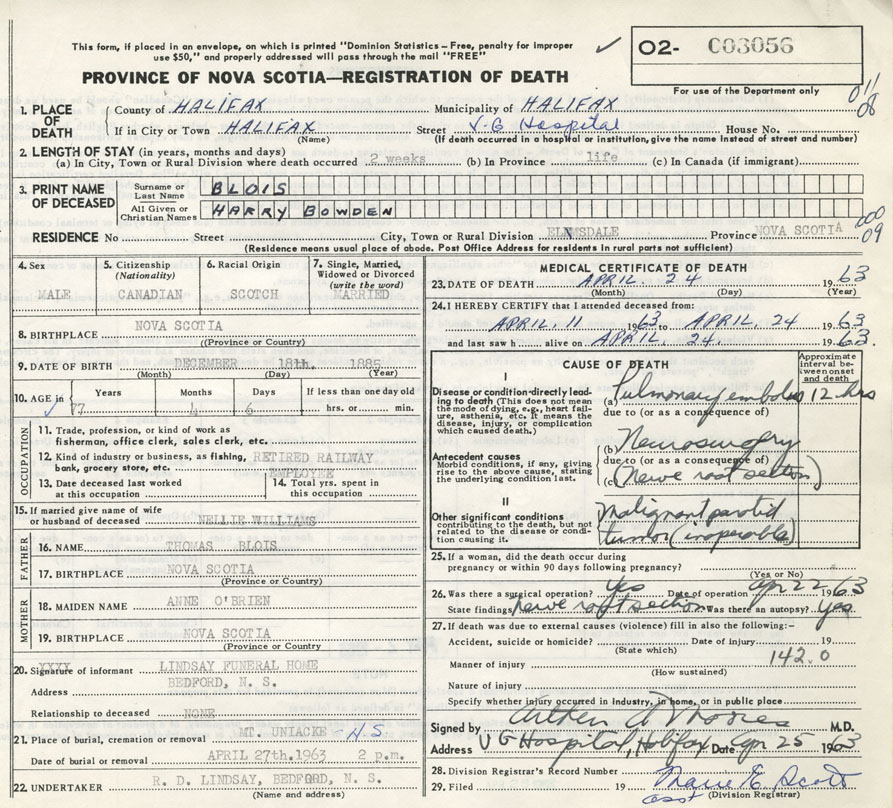 This form, if placed in an envelope, on which is printed "Dominion Statistics – Free, penalty for improper
use $50," and properly addressed will pass through the mail "FREE"
✓ O2- C03056
For use of the Department only
PROVINCE OF NOVA SCOTIA—REGISTRATION OF DEATH
011
08
1. PLACE OF DEATH
County of HALIFAX Municipality of HALIFAX
If in City or Town HALIFAX Street V.G Hospital House No.
(Name) (If death occurred in a hospital or institution, give the name instead of street and number)
2. LENGTH OF STAY (in years, months and days)
(a) In City, Town or Rural Division where death occurred 2 weeks (b) In Province life (c) In Canada (if immigrant)
3. PRINT NAME OF DECEASED
Surname or Last Name BLOIS
All Given or Christian Names HARRY BOWDEN
000
09
RESIDENCE No Street City, Town or Rural Division ELMSDALE Province NOVA SCOTIA
(Residence means usual place of abode. Post Office Address for residents in rural parts not sufficient)
4. Sex 5. Citizenship (Nationality) 6. Racial Origin 7. Single, Married, Widowed or Divorced (write the word)
MALE CANADIAN SCOTCH MARRIED
8. BIRTHPLACE NOVA SCOTIA
(Province or Country)
9. DATE OF BIRTH DECEMBER 18th. 1885
(Month) (Day) (Year)
10. AGE in Years Months Days If less than one day old
77 4 6 hrs. or min.
OCCUPATION
11. Trade, profession, or kind of work as
fisherman, office clerk, sales clerk, etc.
12. Kind of industry or business, as fishing, RETIRED RAILWAY
bank, grocery store, etc. EMPLOYEE
13. Date deceased last worked at this occupation 14. Total yrs. spent in this occupation
15. If married give name of wife
or husband of deceased NELLIE WILLIAMS
FATHER
16. NAME THOMAS BLOIS
17. BIRTHPLACE NOVA SCOTIA
(Province or Country)
MOTHER
18. MAIDEN NAME ANNE O'BRIEN
19. BIRTHPLACE NOVA SCOTIA
(Province or Country)
XXXX
20. Signature of informant LINDSAY FUNERAL HOME
Address BEDFORD, N. S.
Relationship to deceased NONE
21. Place of burial, cremation or removal MT. UNIACKE - N.S.
Date of burial or removal APRIL 27th.1963 2 p.m.
22. UNDERTAKER R. D. LINDSAY, BEDFORD, N. S.
(Name and address)
MEDICAL CERTIFICATE OF DEATH
23. DATE OF DEATH APRIL. 24 1963
(Month) (Day) (Year)
24. I HEREBY CERTIFY that I attended deceased from:
APRIL. 11 1963 to APRIL. 24 1963
and last saw h alive on APRIL. 24. 1963.
CAUSE OF DEATH
Approximate interval between onset and death
I
Disease or condition directly leading to death (This does not mean the mode of dying, e.g., heart failure, asthenia, etc. It means the disease, injury, or complication which caused death.)
(a) Pulmonary embolus 12 hrs
due to (or as a consequence of)
Antecedent causes
Morbid conditions, if any, giving rise to the above cause, stating the underlying condition last.
(b) Neurosurgery
due to (or as a consequence of)
(c) (Nerve root section)
II
Other significant conditions
contributing to the death, but not related to the disease or condition causing it.
Malignant parotid
tumor (inoperable)
25. If a woman, did the death occur during
pregnancy or within 90 days following pregnancy?
(Yes or No)
26. Was there a surgical operation? Yes Date of operation Apr 22 1963
State findings nerve root section Was there an autopsy? Yes
27. If death was due to external causes (violence) fill in also the following:–
Accident, suicide or homicide? Date of injury 19
(State which)
142.0
Manner of injury
(How sustained)
Nature of injury
Specify whether injury occurred in Industry, in home, or in public place
Signed by M.D.
Address V G Hospital, Halifax Date Apr 25 1963
28. Division Registrar's Record Number
29. Filed 19 Marie E. Scott
asst (Division Registrar)